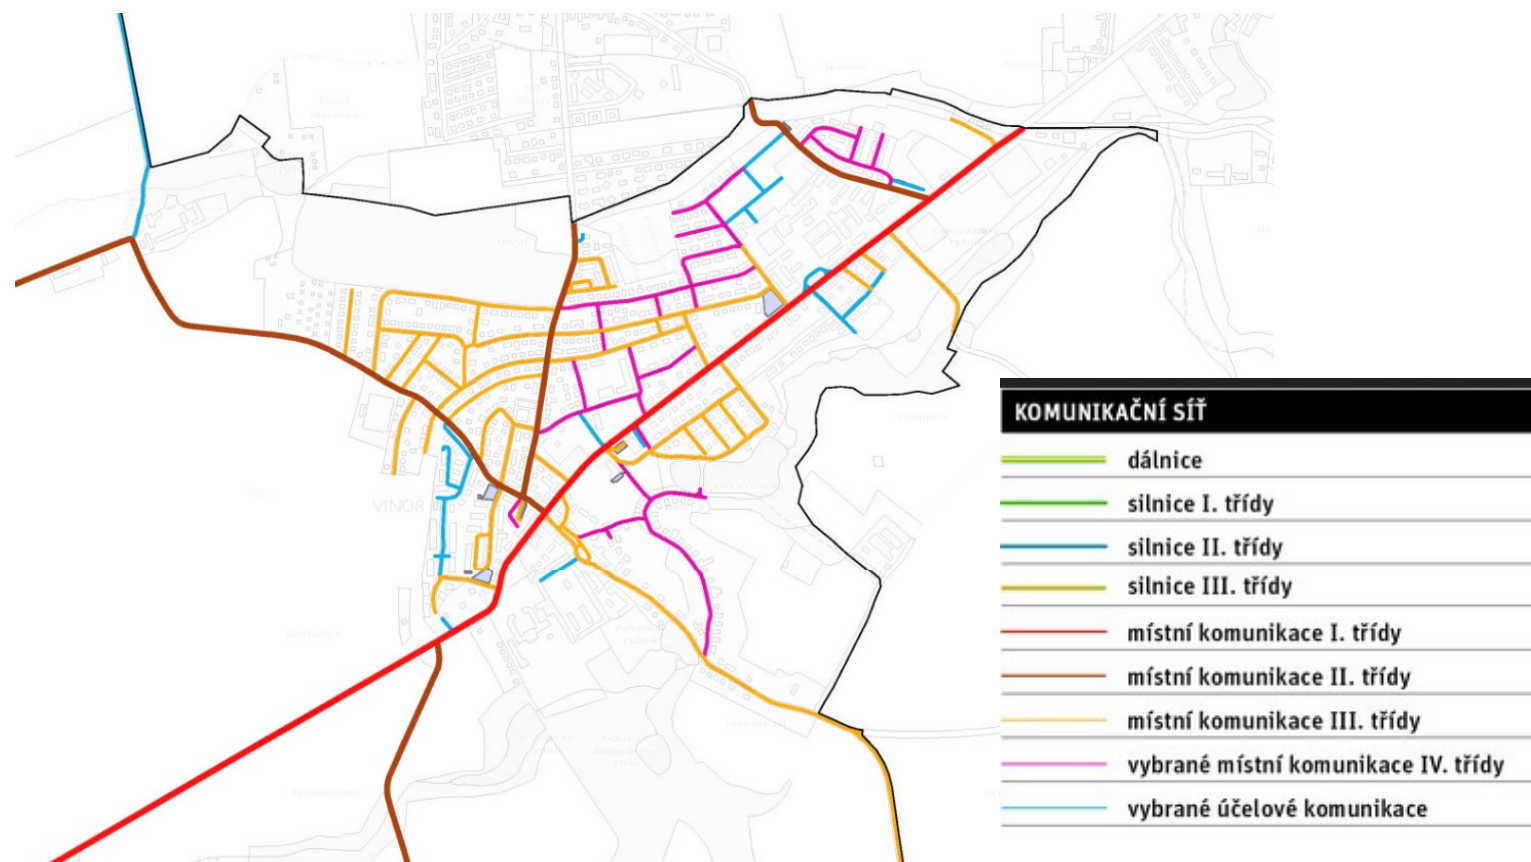 VINOŘ
KOMUNIKAČNÍ SÍŤ
dálnice
silnice I. třídy
silnice II. třídy
silnice III. třídy
místní komunikace I. třídy
místní komunikace II. třídy
místní komunikace III. třídy
vybrané místní komunikace IV. třídy
vybrané účelové komunikace